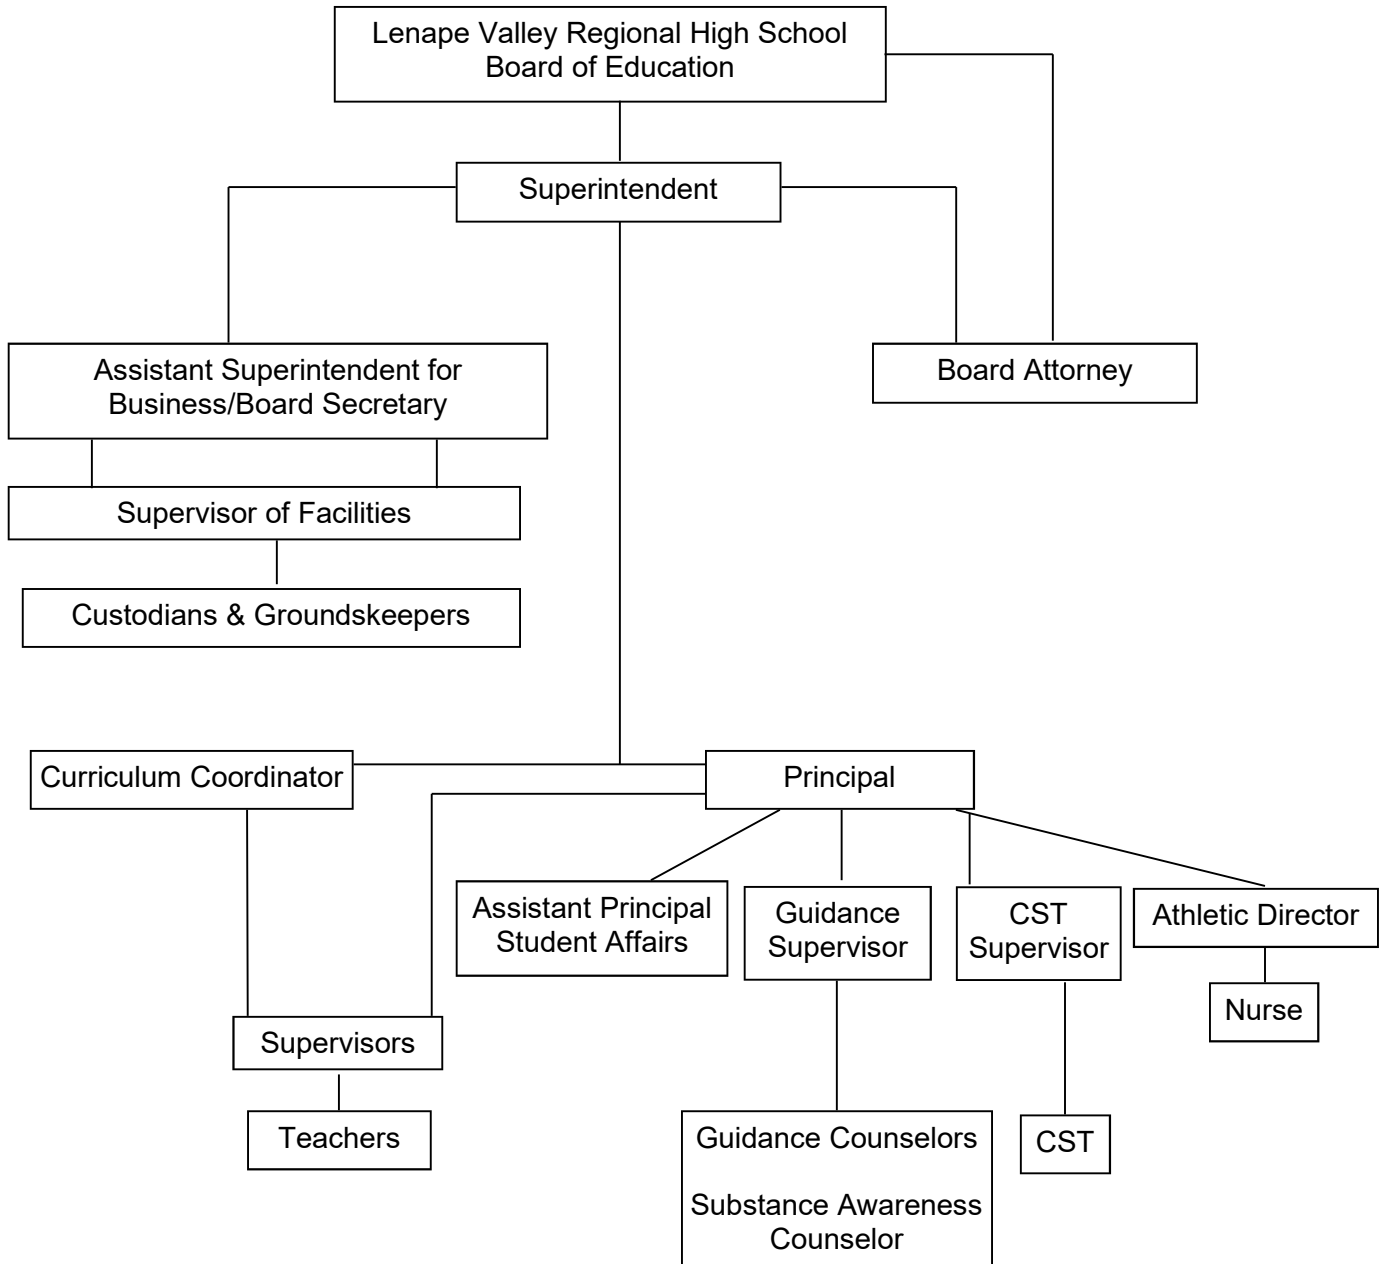 Lenape Valley Regional High School
Board of Education
Superintendent
Assistant Superintendent for
Business/Board Secretary
Board Attorney
Supervisor of Facilities
Custodians & Groundskeepers
Curriculum Coordinator
Principal
Assistant Principal
Student Affairs
Guidance
Supervisor
CST
Supervisor
Athletic Director
Nurse
Supervisors
Teachers
Guidance Counselors
Substance Awareness
Counselor
CST